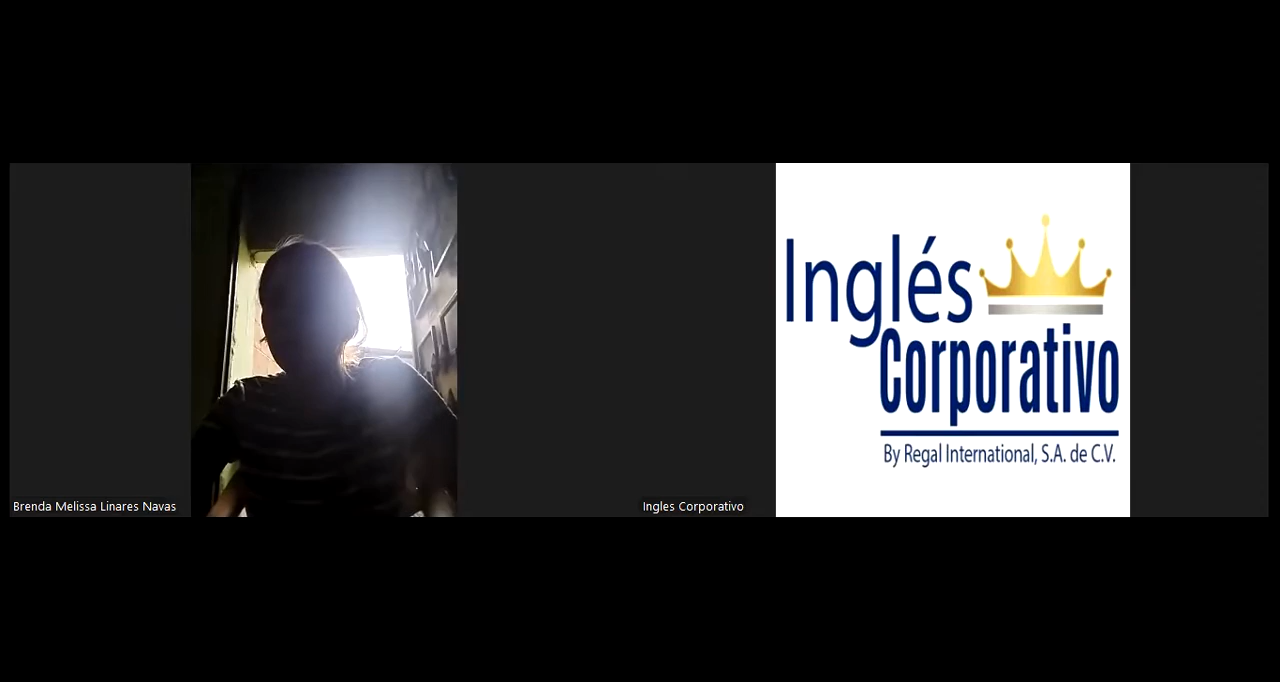 Inglés
Corporativo
By Regal International, S.A. de C.V.
Brenda Melissa Linares Navas
Ingles Corporativo